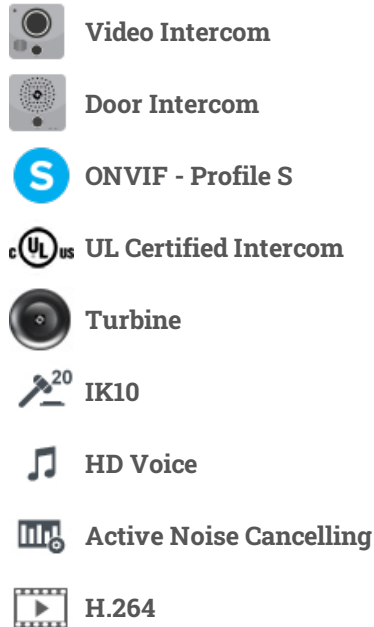 Video Intercom
Door Intercom
S ONVIF - Profile S
c UL us UL Certified Intercom
Turbine
20 IK10
HD Voice
Active Noise Cancelling
H.264